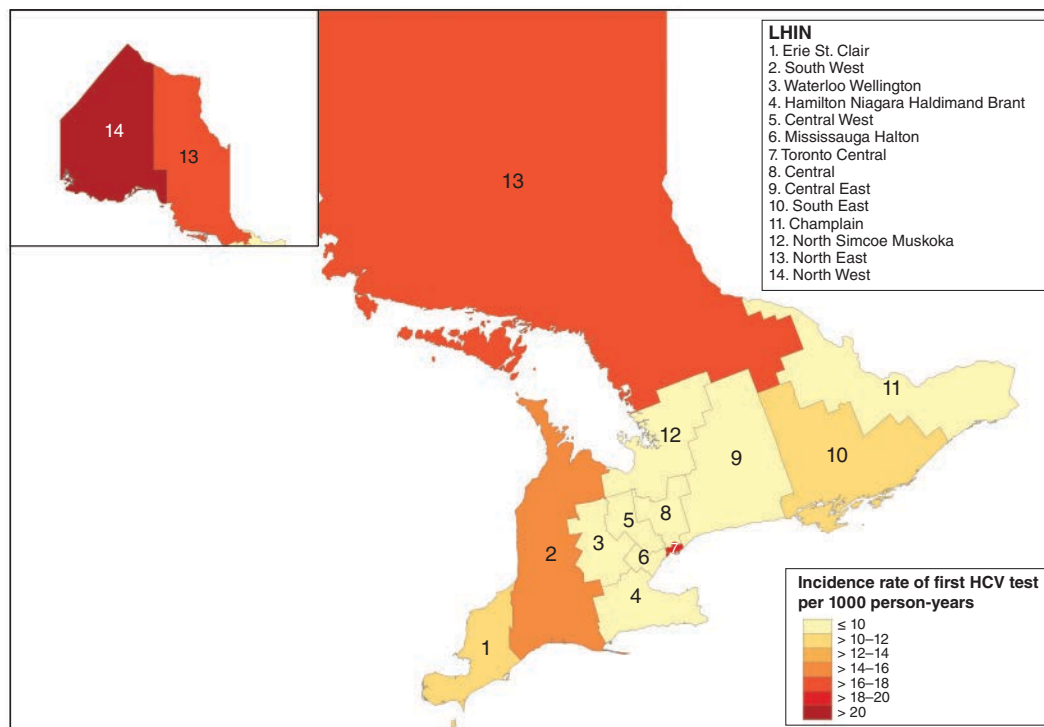 14
13
13
LHIN
1. Erie St. Clair
2. South West
3. Waterloo Wellington
4. Hamilton Niagara Haldimand Brant
5. Central West
6. Mississauga Halton
7. Toronto Central
8. Central
9. Central East
10. South East
11. Champlain
12. North Simcoe Muskoka
13. North East
14. North West
11
12
9
10
5
8
3
7
2
6
4
1
Incidence rate of first HCV test
per 1000 person-years
≤ 10
> 10–12
> 12–14
> 14–16
> 16–18
> 18–20
> 20